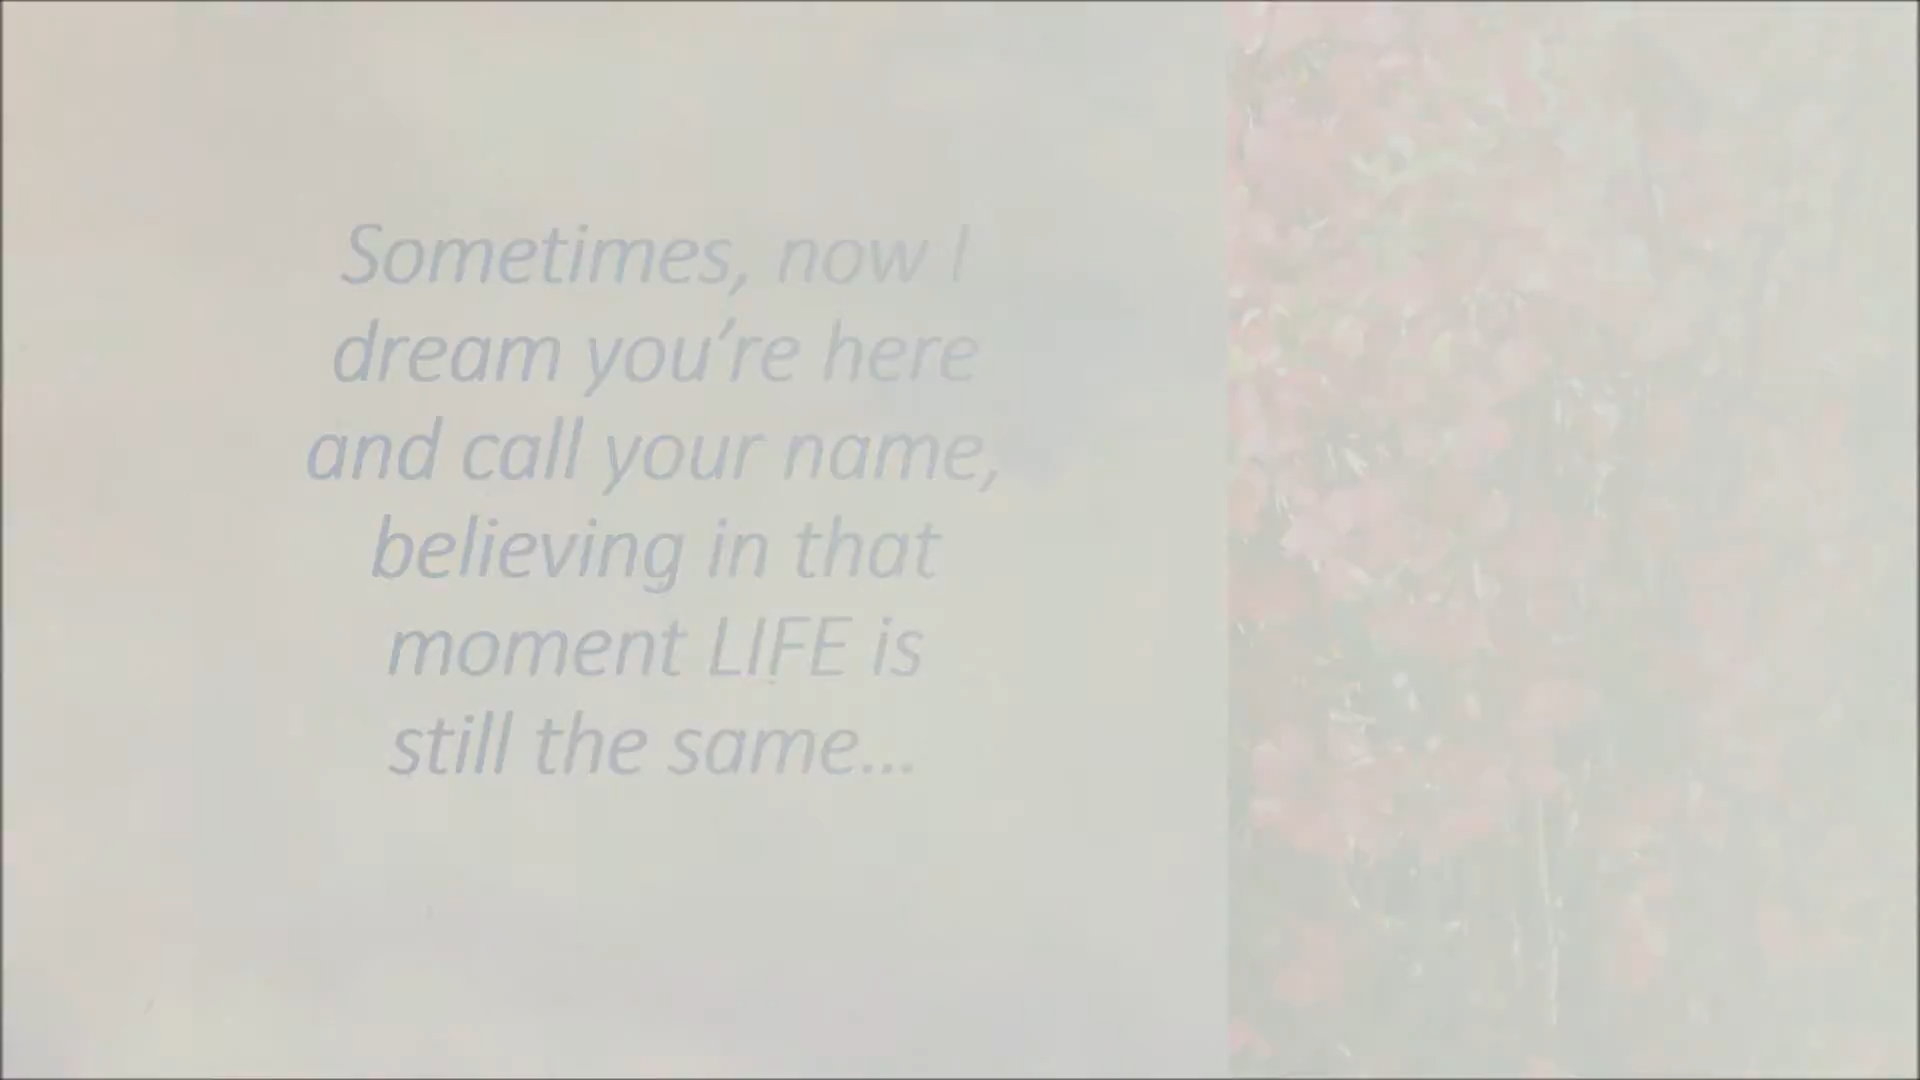 Sometimes, now I
dream you’re here
and call your name,
believing in that
moment LIFE is
still the same...